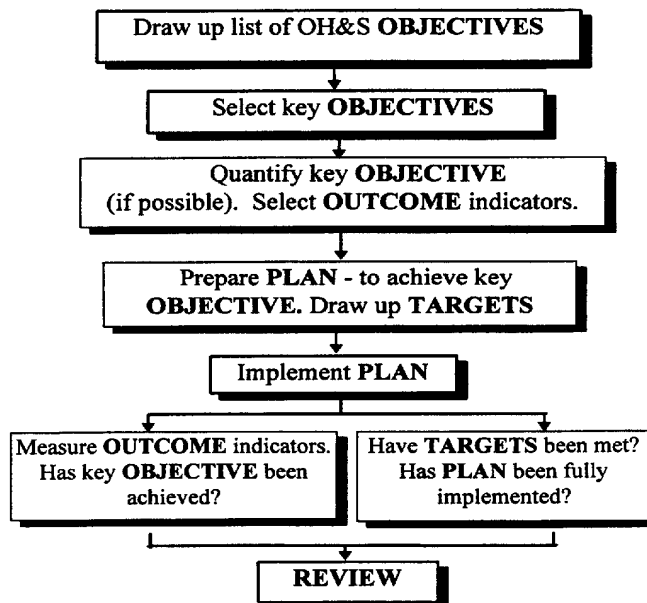 Draw up list of OH&S OBJECTIVES
Select key OBJECTIVES
Quantify key OBJECTIVE
(if possible). Select OUTCOME indicators.
Prepare PLAN - to achieve key
OBJECTIVE. Draw up TARGETS
Implement PLAN
Measure OUTCOME indicators.
Has key OBJECTIVE been
achieved?
Have TARGETS been met?
Has PLAN been fully
implemented?
REVIEW